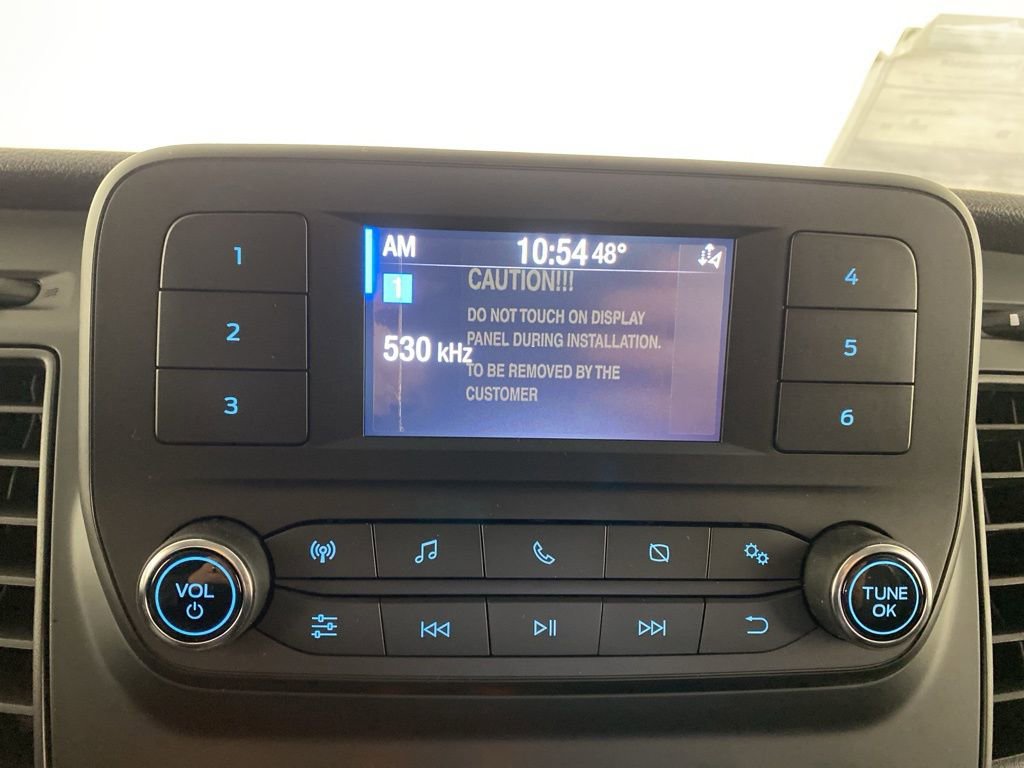 AM 10:54 48°
1
CAUTION!!!
DO NOT TOUCH ON DISPLAY
PANEL DURING INSTALLATION.
530 kHz
TO BE REMOVED BY THE
CUSTOMER
1
2
3
4
5
6
VOL
TUNE
OK